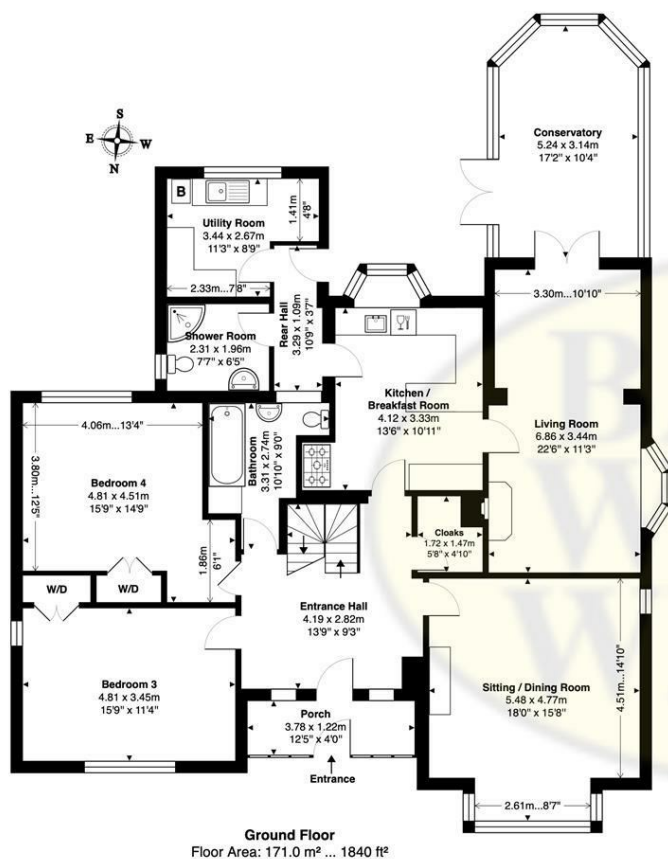 S
E W
N
Conservatory
5.24 x 3.14m
17'2" x 10'4"
B
Utility Room
3.44 x 2.67m
11'3" x 8'9"
1.41m
4'8"
2.33m...7'8"
Rear Hall
3.29 x 1.09m
10'9" x 3'7"
Shower Room
2.31 x 1.96m
7'7" x 6'5"
3.30m...10'10"
Kitchen /
Breakfast Room
4.12 x 3.33m
13'6" x 10'11"
Living Room
6.86 x 3.44m
22'6" x 11'3"
4.06m...13'4"
3.80m...12'5"
Bedroom 4
4.81 x 4.51m
15'9" x 14'9"
Bathroom
3.31 x 2.74m
10'10" x 9'0"
1.86m
6'1"
Cloaks
1.72 x 1.47m
5'8" x 4'10"
W/D
W/D
Entrance Hall
4.19 x 2.82m
13'9" x 9'3"
Bedroom 3
4.81 x 3.45m
15'9" x 11'4"
Sitting / Dining Room
5.48 x 4.77m
18'0" x 15'8"
4.51m...14'10"
Porch
3.78 x 1.22m
12'5" x 4'0"
Entrance
2.61m...8'7"
Ground Floor
Floor Area: 171.0 m² ... 1840 ft²
B
W
W